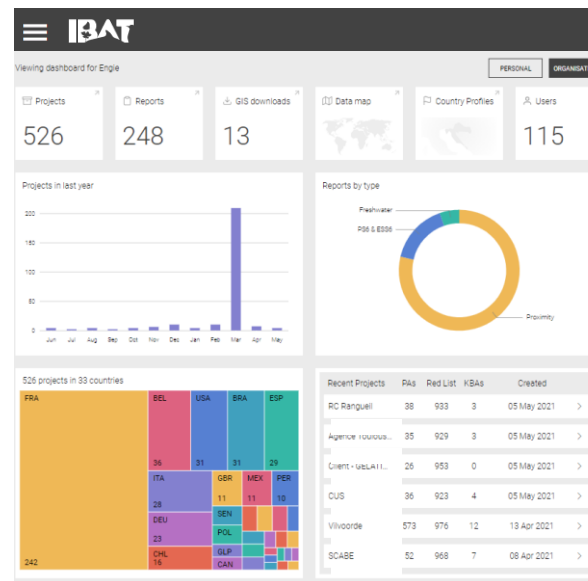 IBAT
Viewing dashboard for Engie
PERSONAL
ORGANISAT
Projects
526
Reports
248
GIS downloads
13
Data map
Country Profiles
Users
115
Projects in last year
200
150
100
50
0
Jun Jul Aug Sep Oct Nov Dec Jan Feb Mar Apr May
Reports by type
Freshwater
PS6 & ESS6
Proximity
526 projects in 33 countries
FRA
242
BEL
36
USA
31
BRA
31
ESP
29
ITA
28
GBR
11
MEX
11
PER
10
DEU
23
SEN
POL
CHL
16
GLP
CAN
Recent Projects PAs Red List KBAs Created
RC Rangueil 38 933 3 05 May 2021
35 929 3 05 May 2021
26 953 0 05 May 2021
CUS 36 923 4 05 May 2021
Vilvoorde 573 976 12 13 Apr 2021
SCABE 52 968 7 08 Apr 2021